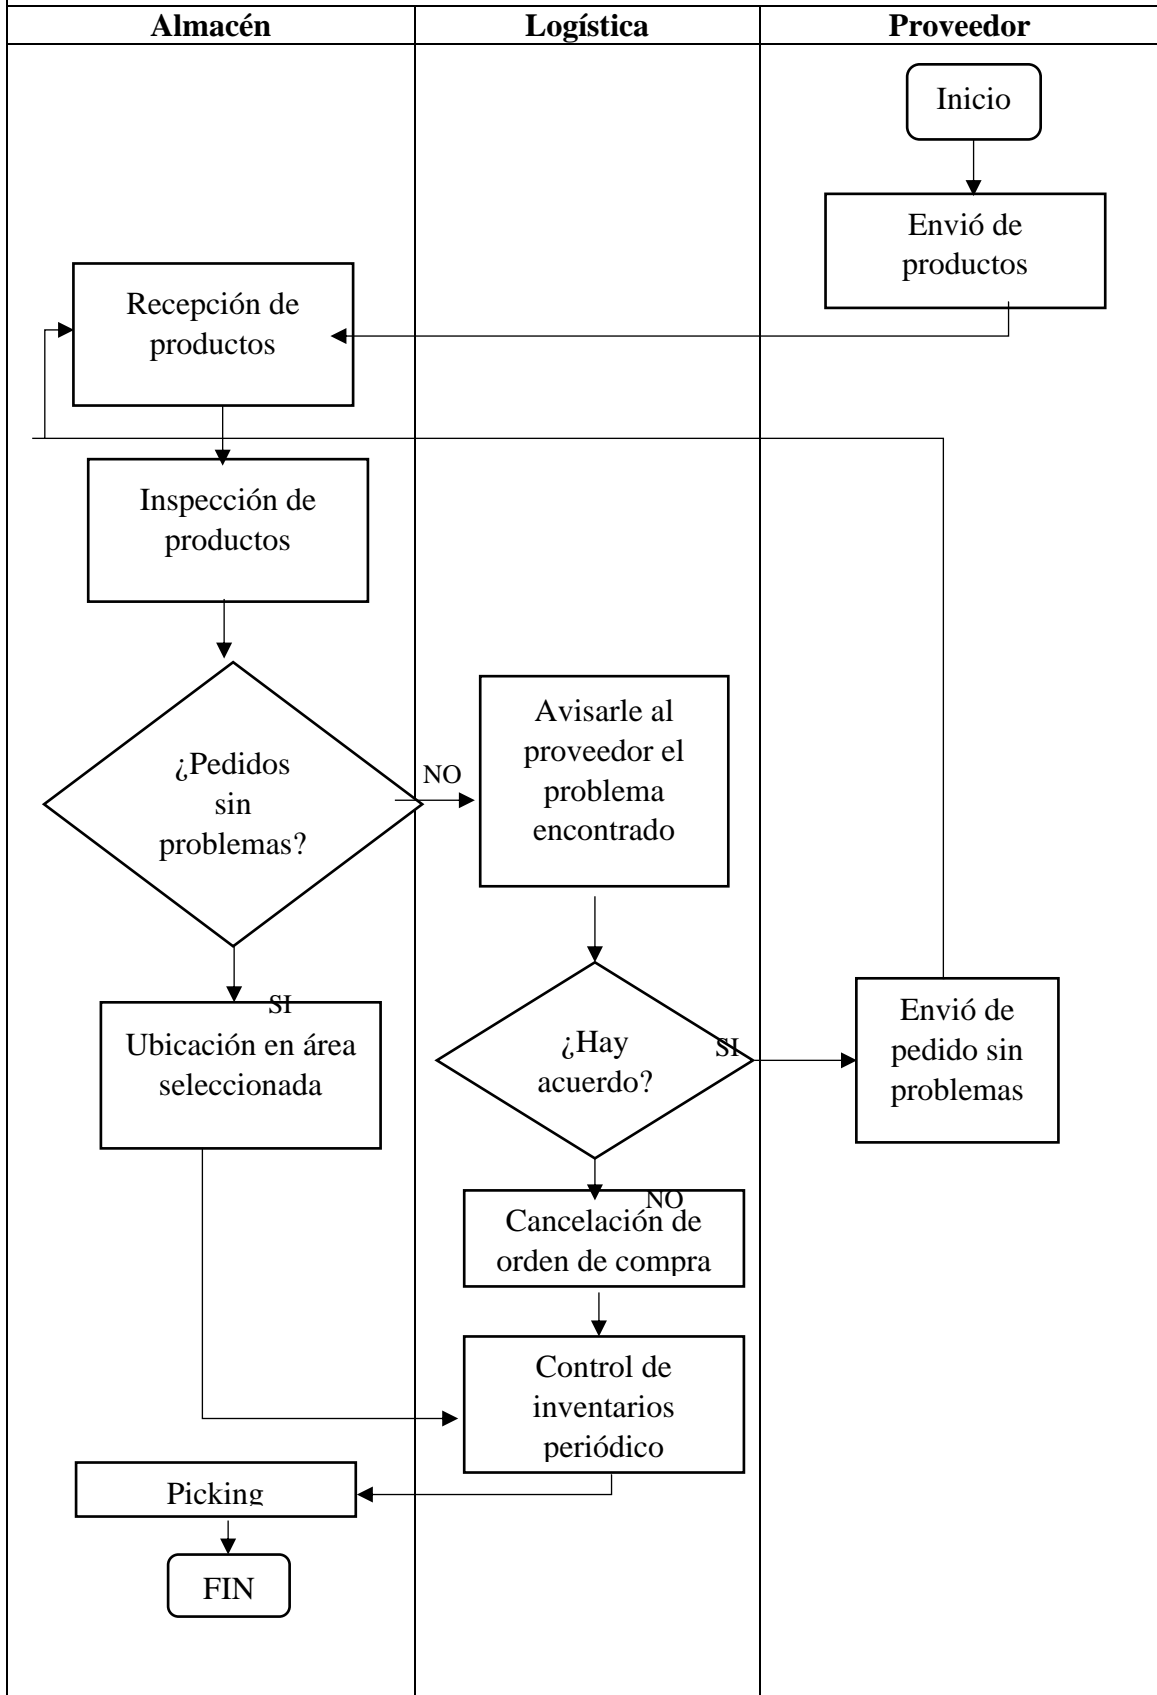 Almacén
Logística
Proveedor
Inicio
Envió de
productos
Recepción de
productos
Inspección de
productos
¿Pedidos
sin
problemas?
NO
Avisarle al
proveedor el
problema
encontrado
SI
Ubicación en área
seleccionada
¿Hay
acuerdo?
SI
Envió de
pedido sin
problemas
NO
Cancelación de
orden de compra
Control de
inventarios
periódico
Picking
FIN